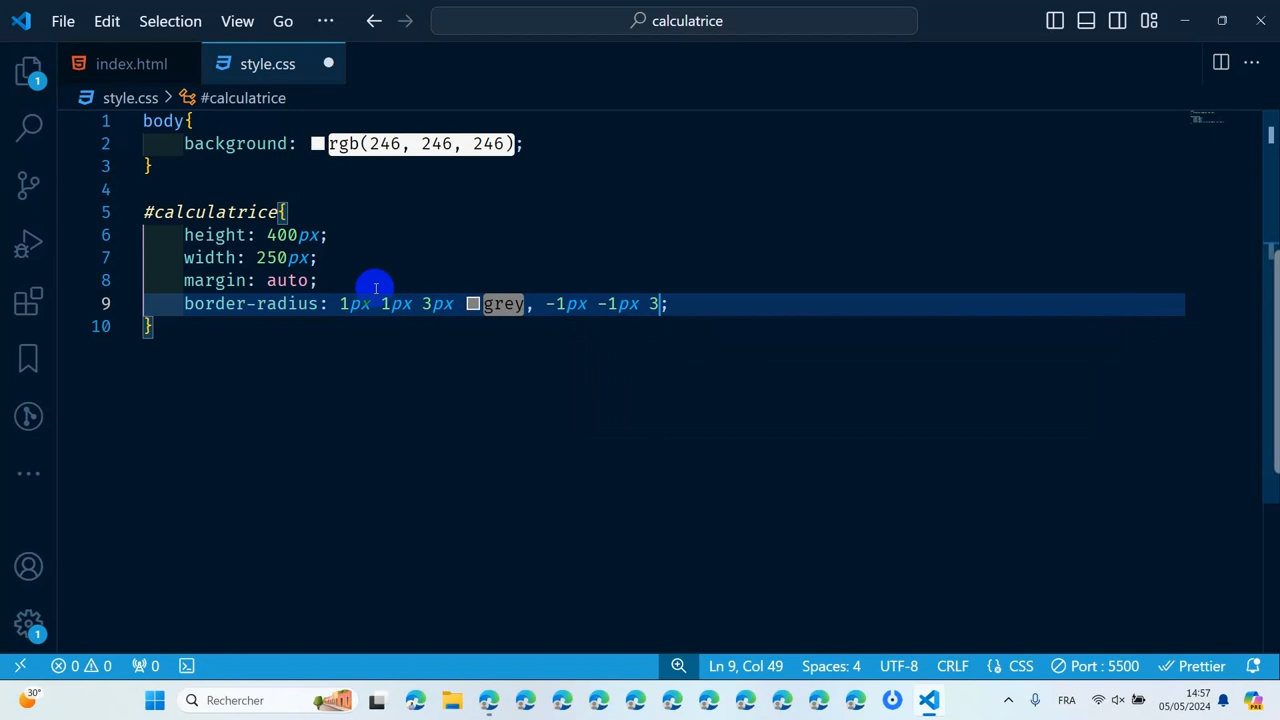 File Edit Selection View Go ··· calculatrice
index.html style.css
style.css > #calculatrice
1 body{
2 background: rgb(246, 246, 246);
3 }
4
5 #calculatrice{
6 height: 400px;
7 width: 250px;
8 margin: auto;
9 border-radius: 1px 1px 3px grey, -1px -1px 3;
10 }
1
1
0 0 0 Ln 9, Col 49 Spaces: 4 UTF-8 CRLF {} CSS Port : 5500 Prettier
30° Rechercher FRA 14:57
05/05/2024
PRE